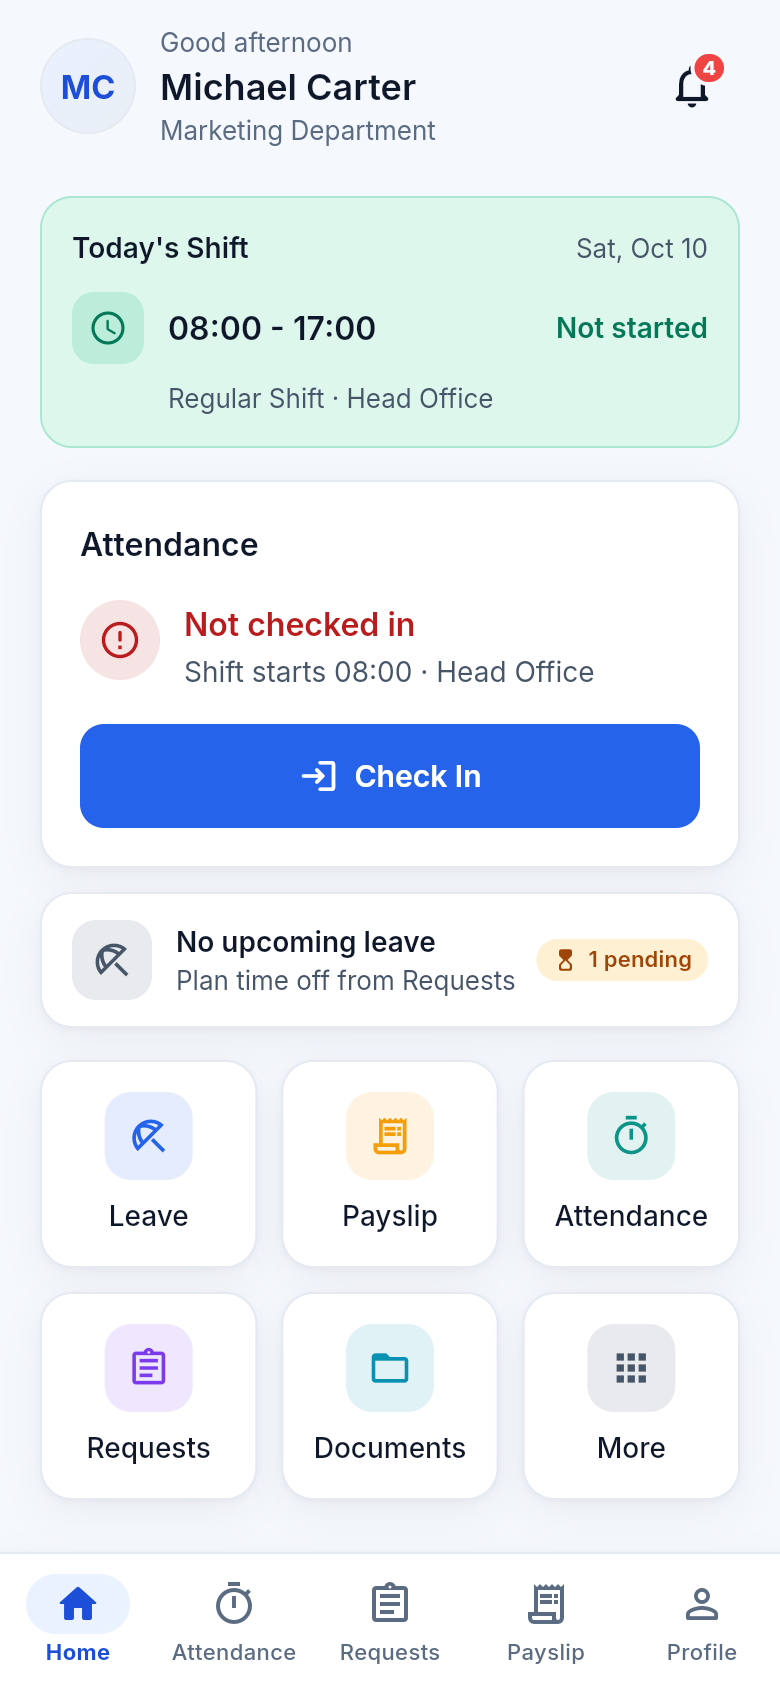 Good afternoon
MC
Michael Carter
4
Marketing Department
Today's Shift
Sat, Oct 10
08:00 - 17:00
Not started
Regular Shift · Head Office
Attendance
Not checked in
Shift starts 08:00 · Head Office
Check In
No upcoming leave
Plan time off from Requests
1 pending
Leave
Payslip
Attendance
Requests
Documents
More
Home
Attendance
Requests
Payslip
Profile